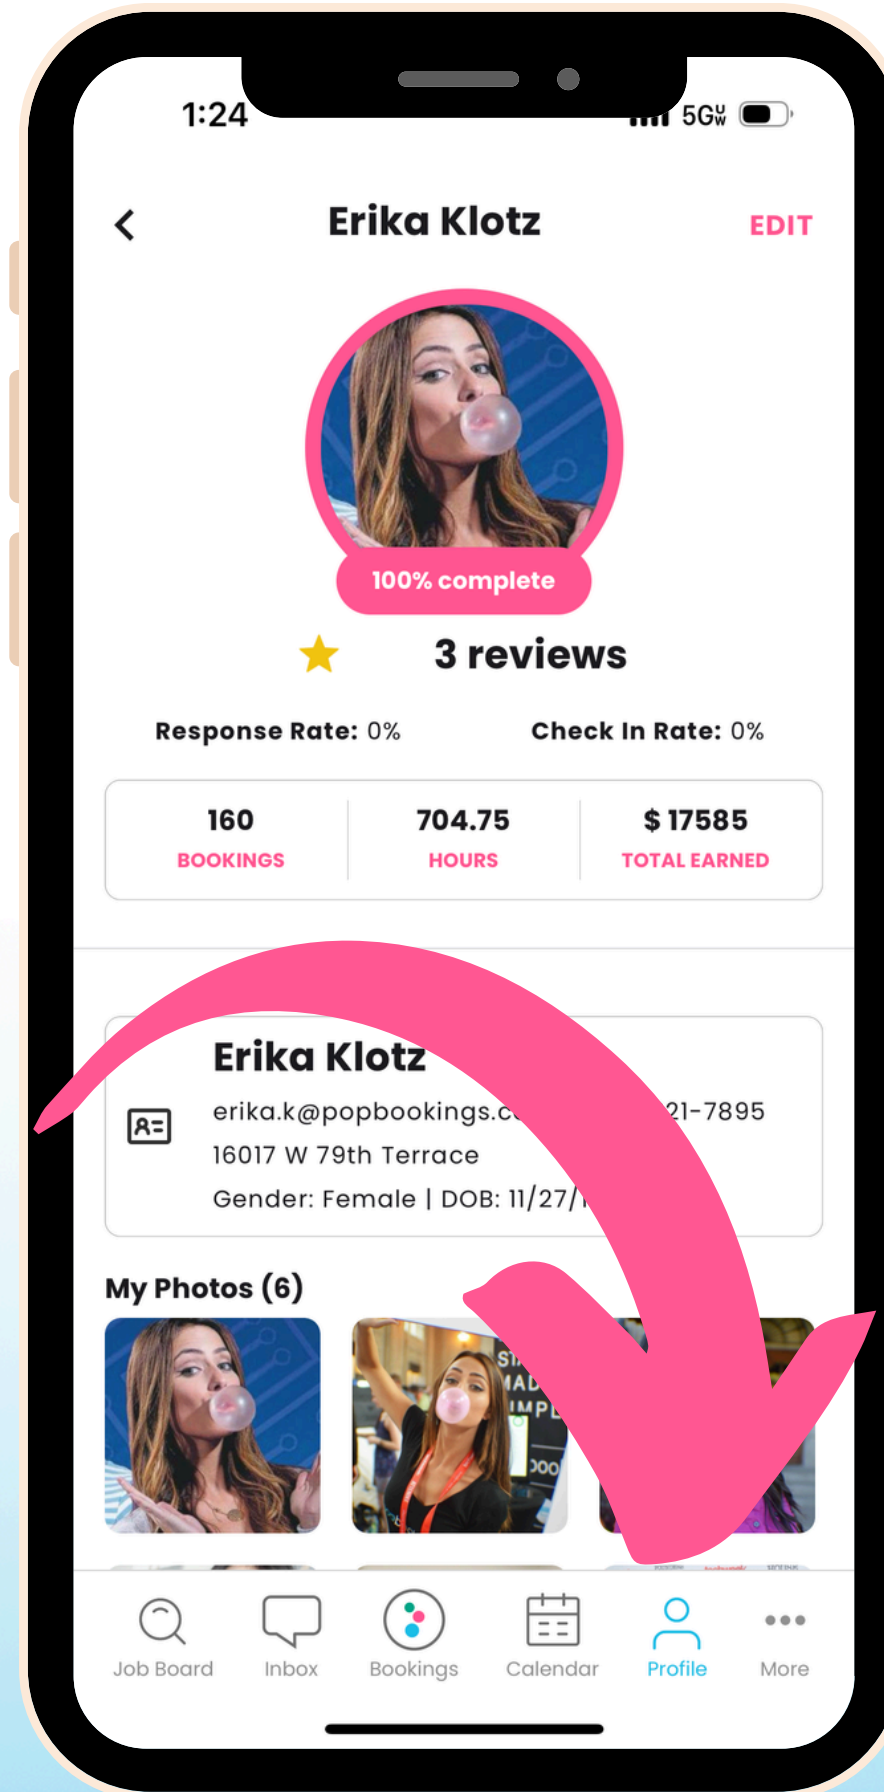 1:24 5G UW
Erika Klotz EDIT
100% complete
3 reviews
Response Rate: 0% Check In Rate: 0%
160 704.75 $ 17585
BOOKINGS HOURS TOTAL EARNED
Erika Klotz
erika.k@popbookings.c 21-7895
16017 W 79th Terrace
Gender: Female | DOB: 11/27/1
My Photos (6)
Job Board Inbox Bookings Calendar Profile More